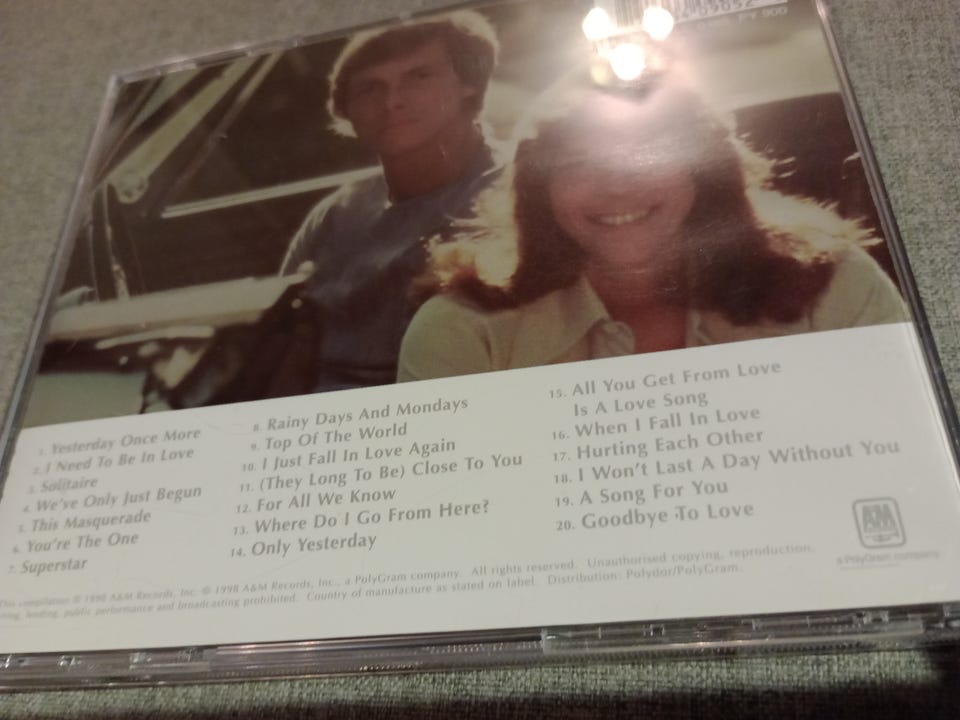 PY 900
1. Yesterday Once More
2. I Need To Be In Love
3. Solitaire
4. We've Only Just Begun
5. This Masquerade
6. You're The One
7. Superstar
8. Rainy Days And Mondays
9. Top Of The World
10. I Just Fall In Love Again
11. (They Long To Be) Close To You
12. For All We Know
13. Where Do I Go From Here?
14. Only Yesterday
15. All You Get From Love
Is A Love Song
16. When I Fall In Love
17. Hurting Each Other
18. I Won't Last A Day Without You
19. A Song For You
20. Goodbye To Love
A&M
a PolyGram company
This compilation ℗ 1998 A&M Records, Inc. © 1998 A&M Records, Inc., a PolyGram company. All rights reserved. Unauthorised copying, reproduction,
lending, public performance and broadcasting prohibited. Country of manufacture as stated on label. Distribution: Polydor/PolyGram.